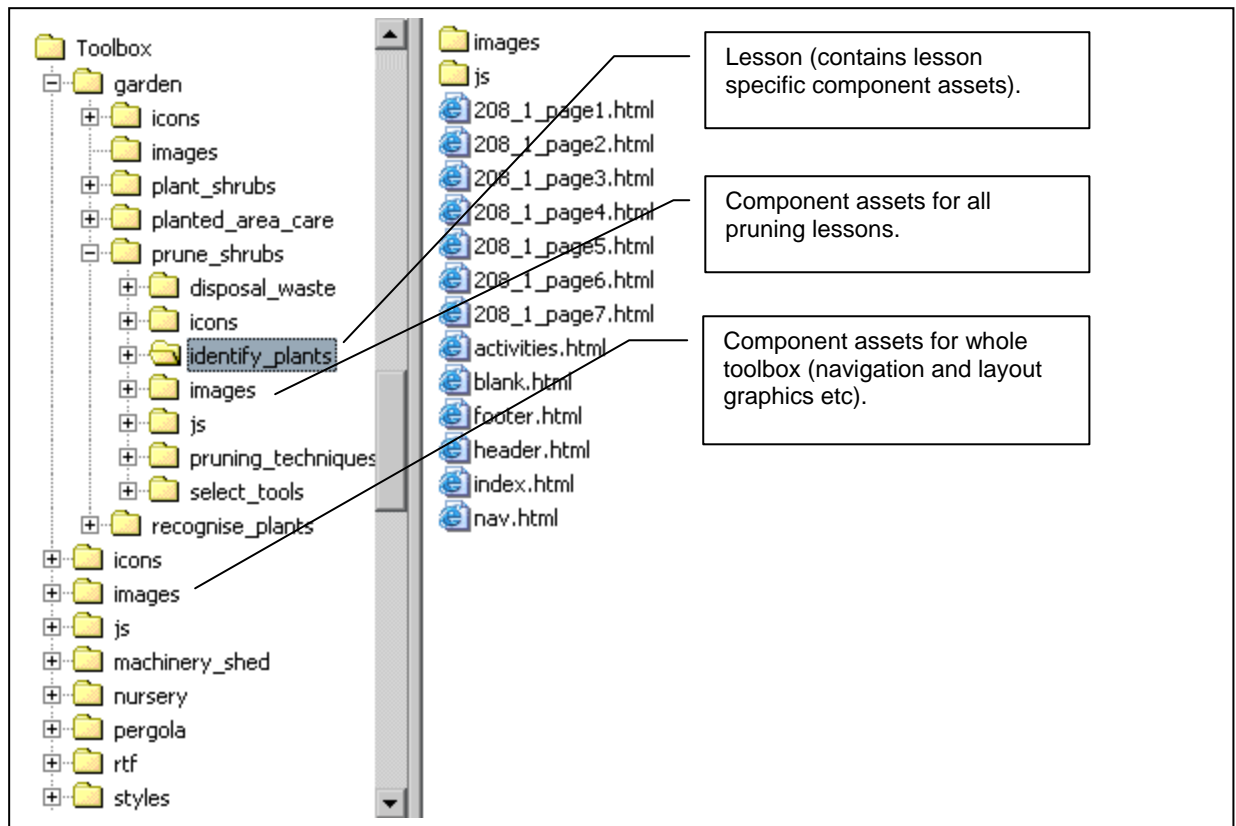 Toolbox
garden
icons
images
plant_shrubs
planted_area_care
prune_shrubs
disposal_waste
icons
identify_plants
images
js
pruning_techniques
select_tools
recognise_plants
icons
images
js
machinery_shed
nursery
pergola
rtf
styles
images
js
208_1_page1.html
208_1_page2.html
208_1_page3.html
208_1_page4.html
208_1_page5.html
208_1_page6.html
208_1_page7.html
activities.html
blank.html
footer.html
header.html
index.html
nav.html
Lesson (contains lesson
specific component assets).
Component assets for all
pruning lessons.
Component assets for whole
toolbox (navigation and layout
graphics etc).